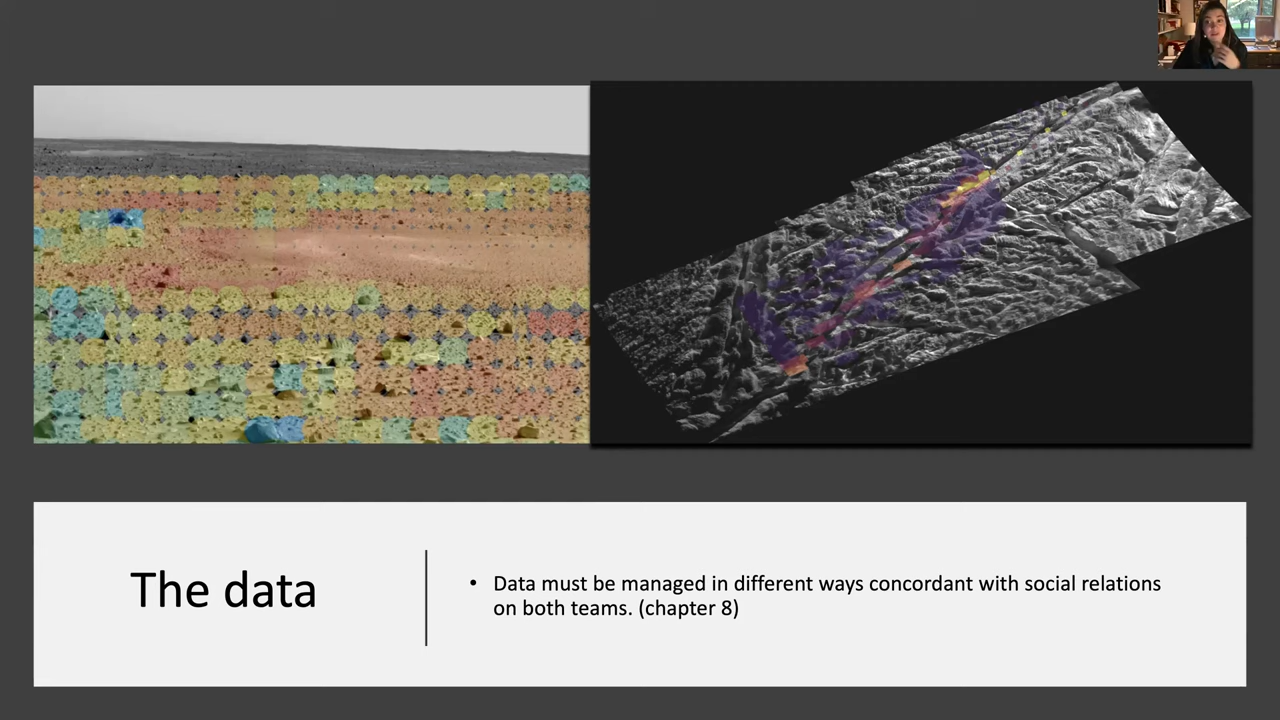 The data
• Data must be managed in different ways concordant with social relations
on both teams. (chapter 8)